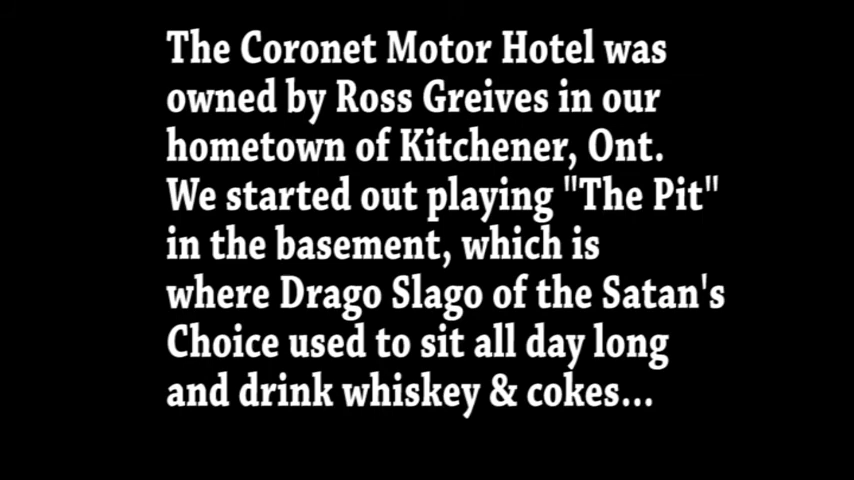 The Coronet Motor Hotel was
owned by Ross Greives in our
hometown of Kitchener, Ont.
We started out playing "The Pit"
in the basement, which is
where Drago Slago of the Satan's
Choice used to sit all day long
and drink whiskey & cokes...